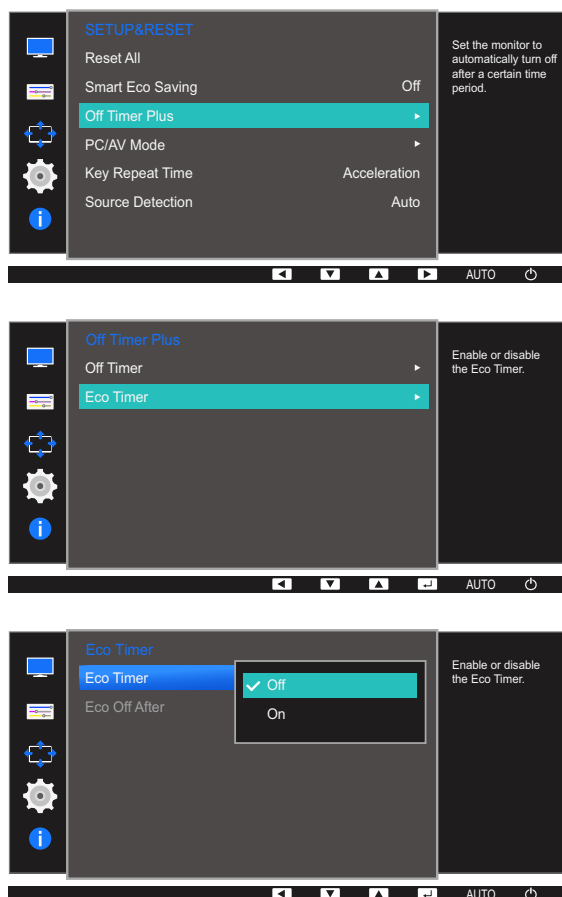 SETUP&RESET
Reset All
Smart Eco Saving Off
Off Timer Plus
PC/AV Mode
Key Repeat Time Acceleration
Source Detection Auto
Set the monitor to
automatically turn off
after a certain time
period.
AUTO
Off Timer Plus
Off Timer
Eco Timer
Enable or disable
the Eco Timer.
AUTO
Eco Timer
Eco Timer
Eco Off After
Off
On
Enable or disable
the Eco Timer.
AUTO